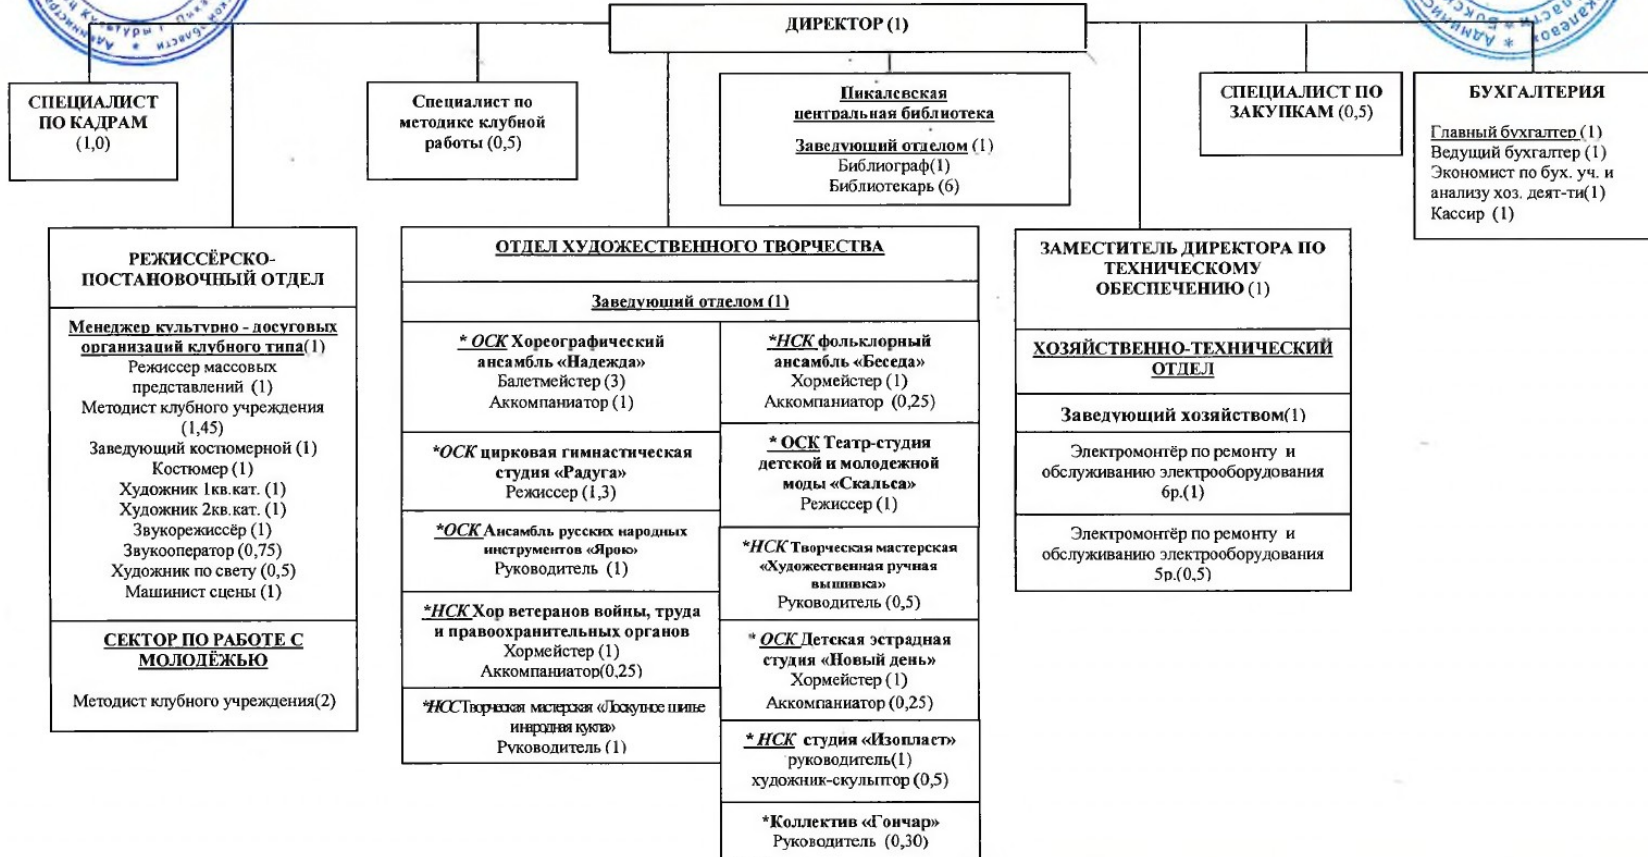 ДИРЕКТОР (1)
СПЕЦИАЛИСТ
ПО КАДРАМ
(1,0)
Специалист по
методике клубной
работы (0,5)
Пикалевская
центральная библиотека
Заведующий отделом (1)
Библиограф(1)
Библиотекарь (6)
СПЕЦИАЛИСТ ПО
ЗАКУПКАМ (0,5)
БУХГАЛТЕРИЯ
Главный бухгалтер (1)
Ведущий бухгалтер (1)
Экономист по бух. уч. и
анализу хоз. деят-ти(1)
Кассир (1)
РЕЖИССЁРСКО-
ПОСТАНОВОЧНЫЙ ОТДЕЛ
Менеджер культурно - досуговых
организаций клубного типа(1)
Режиссер массовых
представлений (1)
Методист клубного учреждения
(1,45)
Заведующий костюмерной (1)
Костюмер (1)
Художник 1кв.кат. (1)
Художник 2кв.кат. (1)
Звукорежиссёр (1)
Звукооператор (0,75)
Художник по свету (0,5)
Машинист сцены (1)
СЕКТОР ПО РАБОТЕ С
МОЛОДЁЖЬЮ
Методист клубного учреждения(2)
ОТДЕЛ ХУДОЖЕСТВЕННОГО ТВОРЧЕСТВА
Заведующий отделом (1)
* ОСК Хореографический
ансамбль «Надежда»
Балетмейстер (3)
Аккомпаниатор (1)
*ОСК цирковая гимнастическая
студия «Радуга»
Режиссер (1,3)
*ОСК Ансамбль русских народных
инструментов «Ярою»
Руководитель (1)
*НСК Хор ветеранов войны, труда
и правоохранительных органов
Хормейстер (1)
Аккомпаниатор(0,25)
*НСС Творческая мастерская «Лоскутное шитье
и народная кукла»
Руководитель (1)
*НСК фольклорный
ансамбль «Беседа»
Хормейстер (1)
Аккомпаниатор (0,25)
* ОСК Театр-студия
детской и молодежной
моды «Скальса»
Режиссер (1)
*НСК Творческая мастерская
«Художественная ручная
вышивка»
Руководитель (0,5)
* ОСК Детская эстрадная
студия «Новый день»
Хормейстер (1)
Аккомпаниатор (0,25)
* НСК студия «Изопласт»
руководитель(1)
художник-скульптор (0,5)
*Коллектив «Гончар»
Руководитель (0,30)
ЗАМЕСТИТЕЛЬ ДИРЕКТОРА ПО
ТЕХНИЧЕСКОМУ
ОБЕСПЕЧЕНИЮ (1)
ХОЗЯЙСТВЕННО-ТЕХНИЧЕСКИЙ
ОТДЕЛ
Заведующий хозяйством(1)
Электромонтёр по ремонту и
обслуживанию электрооборудования
6р.(1)
Электромонтёр по ремонту и
обслуживанию электрооборудования
5р.(0,5)